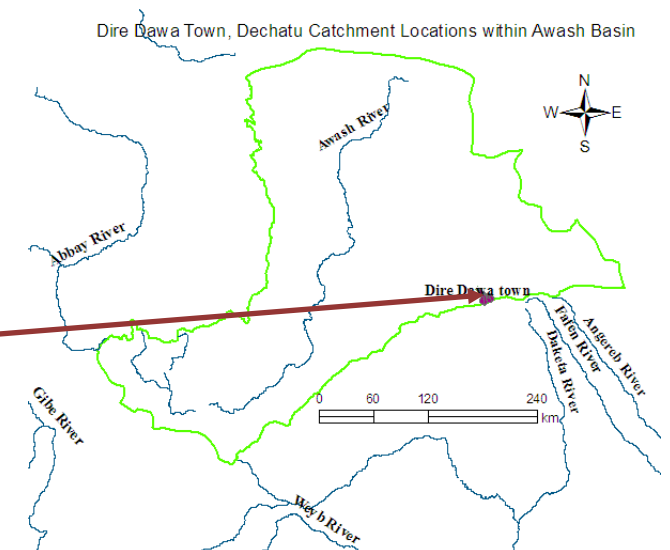 Dire Dawa Town, Dechatu Catchment Locations within Awash Basin
N
W E
S
Awash River
Abbay River
Dire Dawa town
Fafen River
Angereb River
Daketa River
Gibe River
0 60 120 240
km
Weyb River